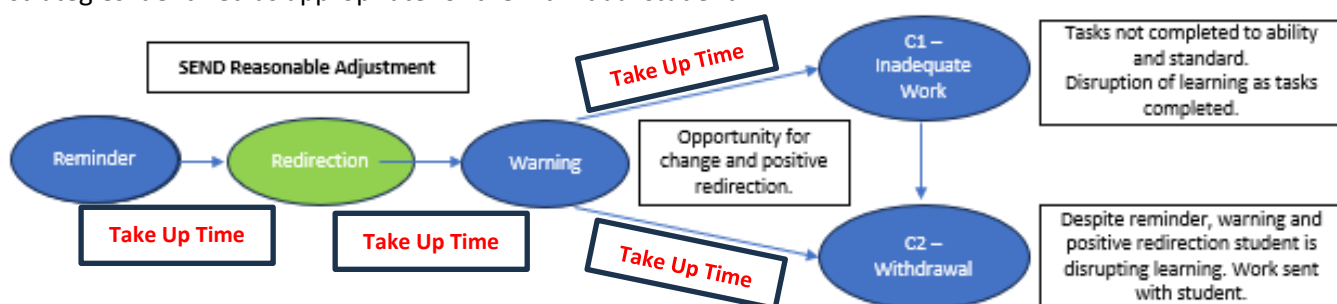 SEND Reasonable Adjustment
Reminder
Take Up Time
Redirection
Take Up Time
Warning
Take Up Time
Opportunity for
change and positive
redirection.
Take Up Time
C1 –
Inadequate
Work
Tasks not completed to ability
and standard.
Disruption of learning as tasks
completed.
C2 –
Withdrawal
Despite reminder, warning and
positive redirection student is
disrupting learning. Work sent
with student.